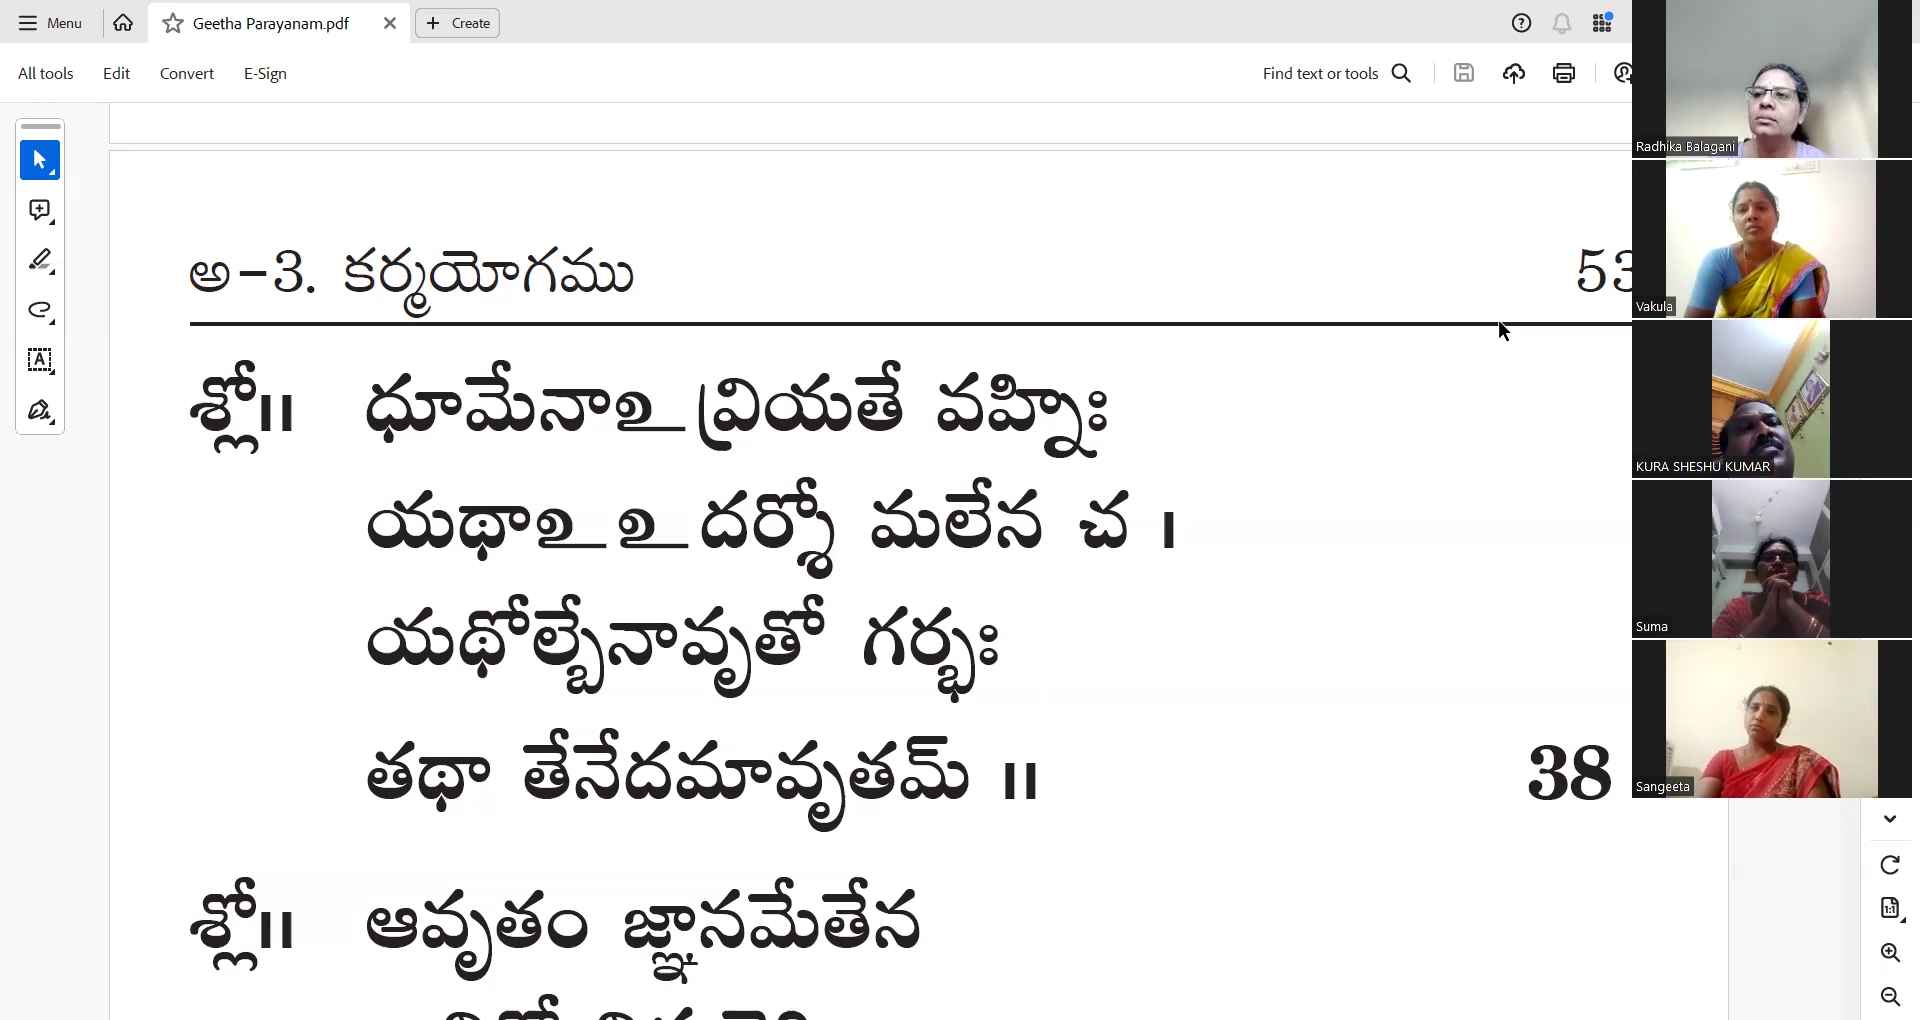 Menu
Geetha Parayanam.pdf
Create
All tools
Edit
Convert
E-Sign
Find text or tools
అ-3. కర్మయోగము 53
శ్లో॥ ధూమేనాఽఽవ్రియతే వహ్నిః
యథాఽఽదర్శో మలేన చ ।
యథోల్బేనావృతో గర్భః
తథా తేనేదమావృతమ్ ॥ 38
శ్లో॥ ఆవృతం జ్ఞానమేతేన
Radhika Balagani
Vakula
KURA SHESHU KUMAR
Suma
Sangeeta